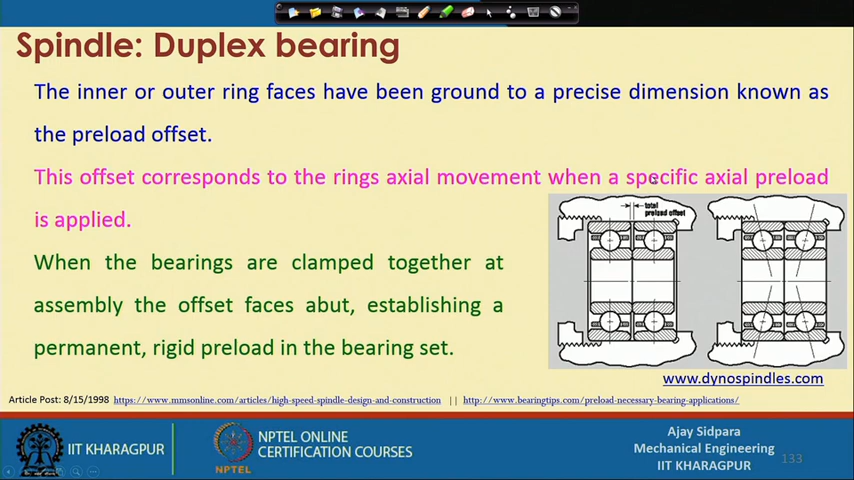 Spindle: Duplex bearing
The inner or outer ring faces have been ground to a precise dimension known as
the preload offset.
This offset corresponds to the rings axial movement when a specific axial preload
is applied.
total
preload offset
When the bearings are clamped together at
assembly the offset faces abut, establishing a
permanent, rigid preload in the bearing set.
www.dynospindles.com
Article Post: 8/15/1998 https://www.mmsonline.com/articles/high-speed-spindle-design-and-construction || http://www.bearingtips.com/preload-necessary-bearing-applications/
IIT KHARAGPUR
NPTEL
NPTEL ONLINE
CERTIFICATION COURSES
Ajay Sidpara
Mechanical Engineering
IIT KHARAGPUR
133